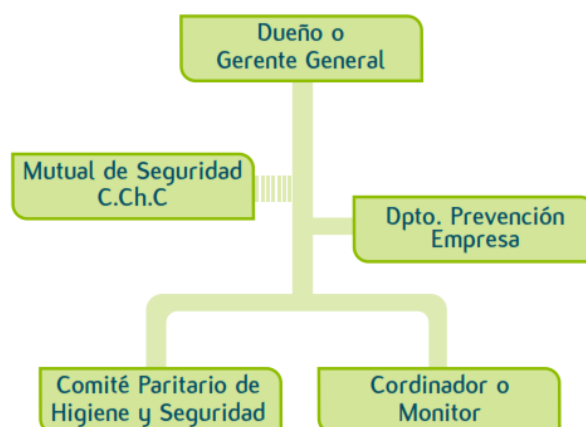 Dueño o
Gerente General
Mutual de Seguridad
C.Ch.C
Dpto. Prevención
Empresa
Comité Paritario de
Higiene y Seguridad
Cordinador o
Monitor